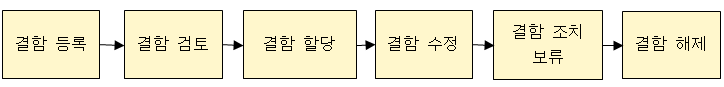 결함 등록
결함 검토
결함 할당
결함 수정
결함 조치
보류
결함 해제